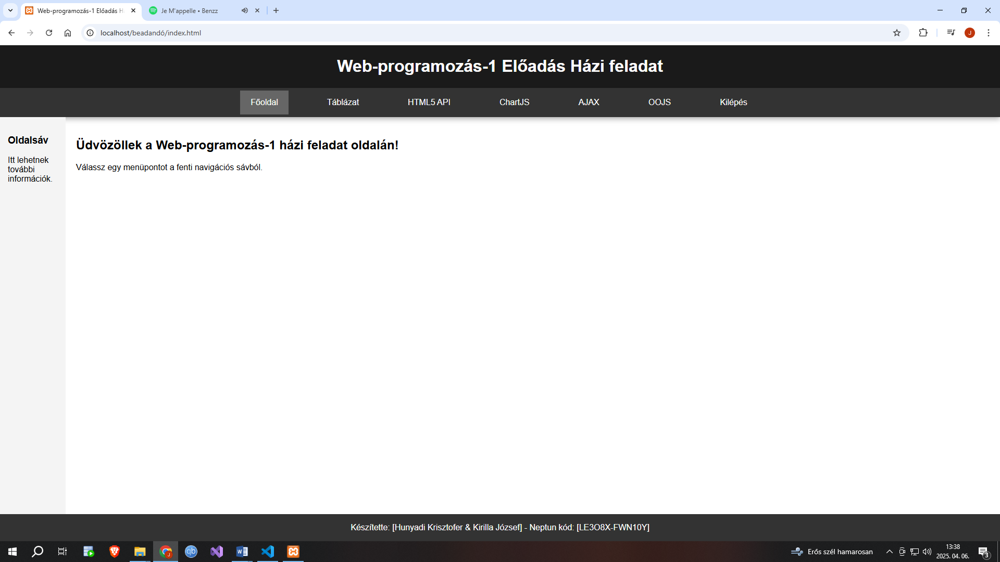 Web-programozás-1 Előadás H
Je M'appelle • Benzz
localhost/beadandó/index.html
J
Web-programozás-1 Előadás Házi feladat
Főoldal Táblázat HTML5 API ChartJS AJAX OOJS Kilépés
Oldalsáv
Itt lehetnek
további
információk.
Üdvözöllek a Web-programozás-1 házi feladat oldalán!
Válassz egy menüpontot a fenti navigációs sávból.
Készítette: [Hunyadi Krisztofer & Kirilla József] - Neptun kód: [LE3O8X-FWN10Y]
J
qb
W
Erős szél hamarosan
13:38
2025. 04. 06.
3